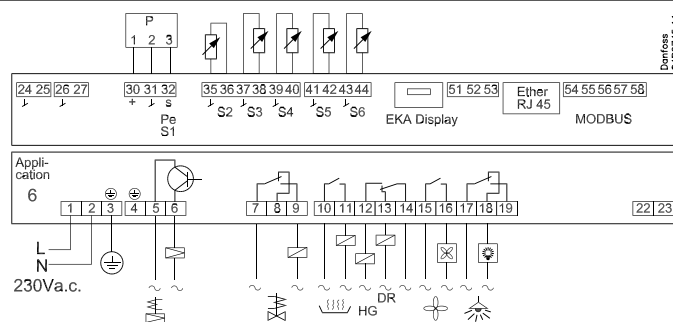 P
1 2 3
24 25 26 27 30 31 32 35 36 37 38 39 40 41 42 43 44 51 52 53 Ether RJ 45 54 55 56 57 58
+ s S2 S3 S4 S5 S6
Pe
S1
EKA Display
MODBUS
Danfoss
Appli-
cation
6
1 2 3 4 5 6 7 8 9 10 11 12 13 14 15 16 17 18 19 22 23
L
N
230Va.c.
HG
DR